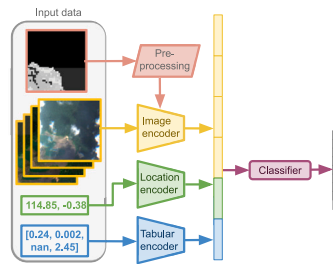 Input data
Pre-
processing
Image
encoder
Location
encoder
114.85, -0.38
Classifier
[0.24, 0.002,
nan, 2.45]
Tabular
encoder